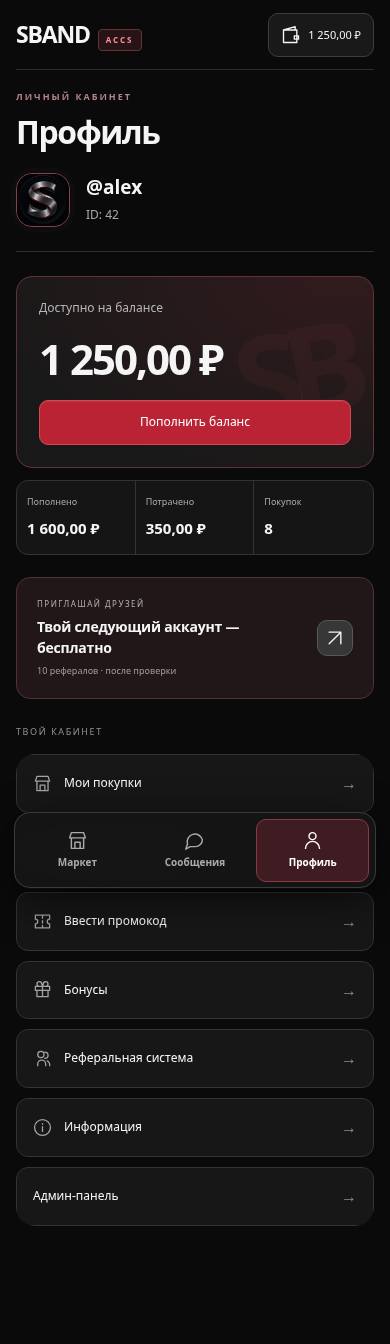 SBAND ACCS 1 250,00 ₽
ЛИЧНЫЙ КАБИНЕТ
Профиль
@alex
ID: 42
Доступно на балансе
1 250,00 ₽
SB
Пополнить баланс
Пополнено Потрачено Покупок
1 600,00 ₽ 350,00 ₽ 8
ПРИГЛАШАЙ ДРУЗЕЙ
Твой следующий аккаунт —
бесплатно
10 рефералов · после проверки
ТВОЙ КАБИНЕТ
Мои покупки →
Маркет Сообщения Профиль
Ввести промокод →
Бонусы →
Реферальная система →
Информация →
Админ-панель →